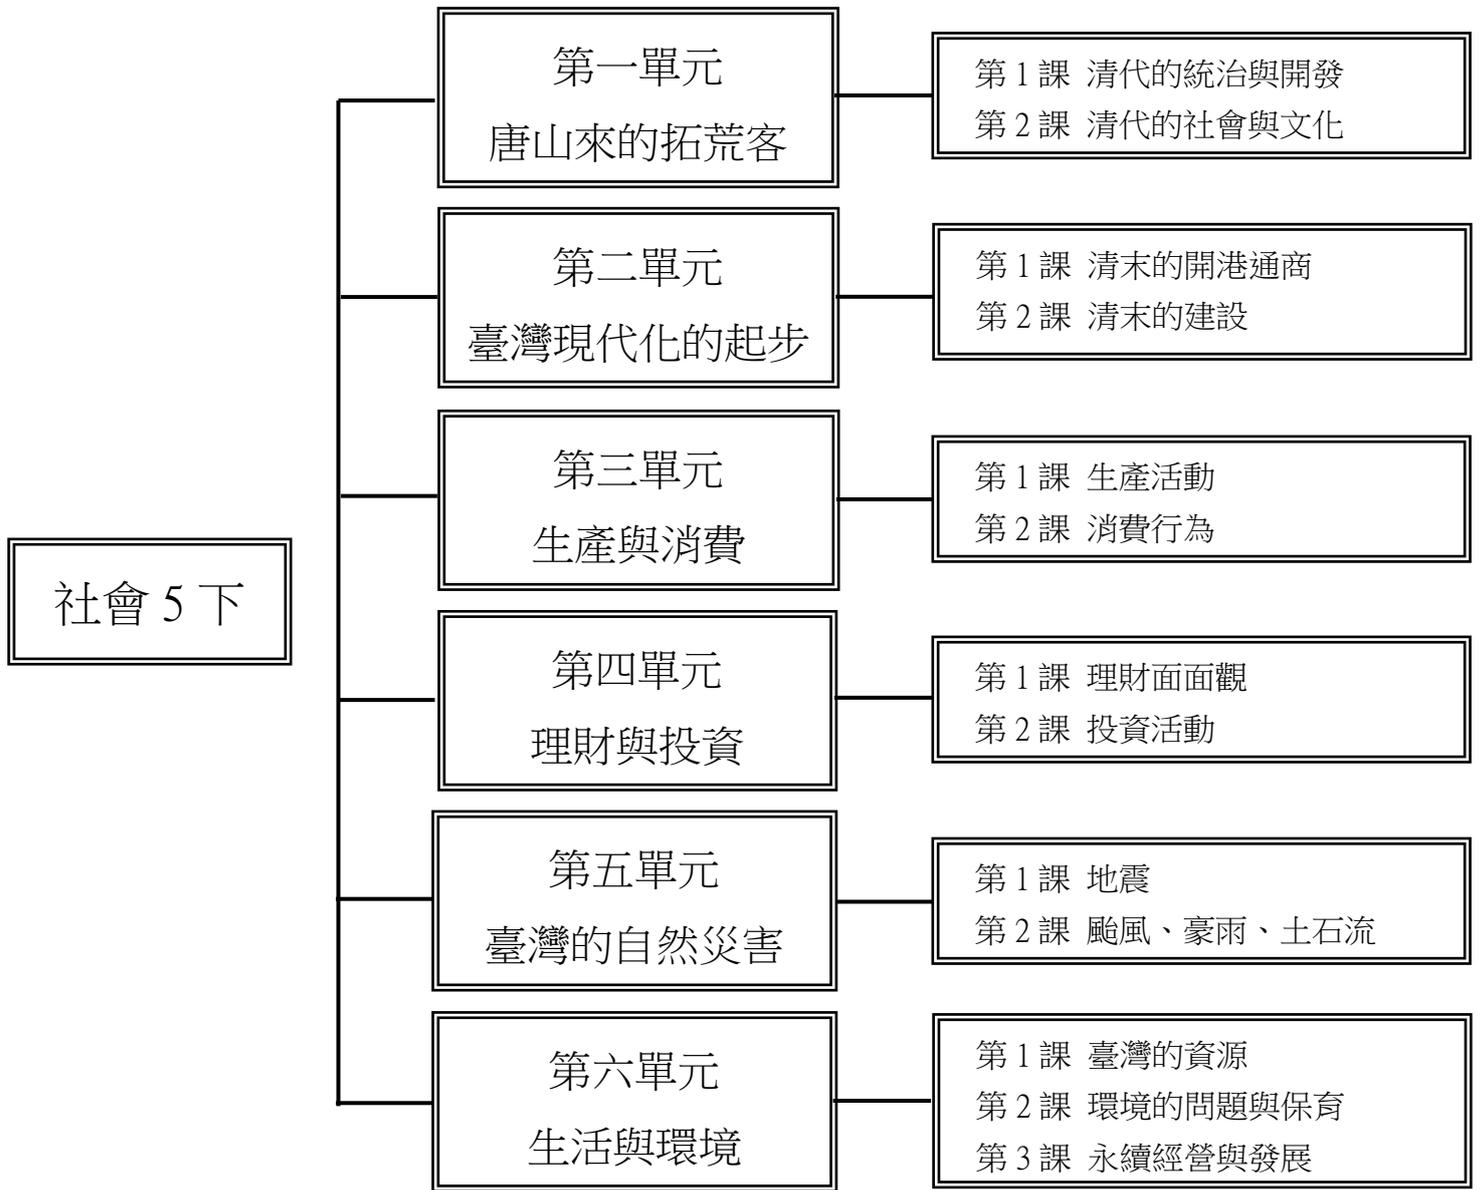 社會 5 下
第一單元
唐山來的拓荒客
第 1 課 清代的統治與開發
第 2 課 清代的社會與文化
第二單元
臺灣現代化的起步
第 1 課 清末的開港通商
第 2 課 清末的建設
第三單元
生產與消費
第 1 課 生產活動
第 2 課 消費行為
第四單元
理財與投資
第 1 課 理財面面觀
第 2 課 投資活動
第五單元
臺灣的自然災害
第 1 課 地震
第 2 課 颱風、豪雨、土石流
第六單元
生活與環境
第 1 課 臺灣的資源
第 2 課 環境的問題與保育
第 3 課 永續經營與發展